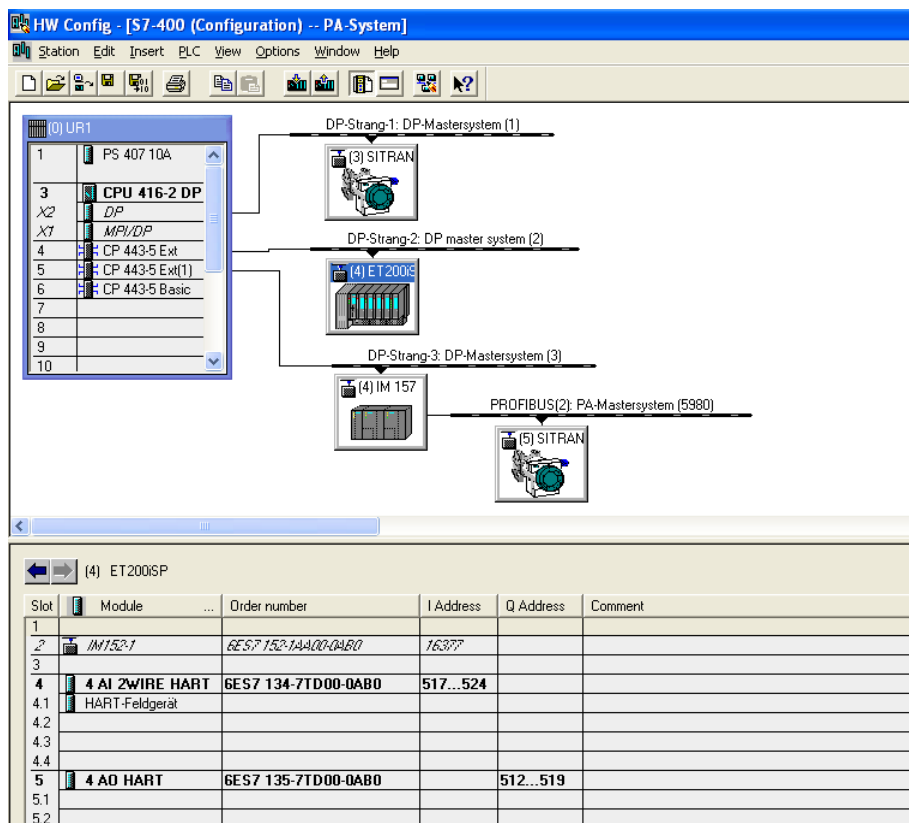 HW Config - [S7-400 (Configuration) -- PA-System]
Station Edit Insert PLC View Options Window Help
(0) UR1
1 PS 407 10A
3 CPU 416-2 DP
X2 DP
X1 MPI/DP
4 CP 443-5 Ext
5 CP 443-5 Ext(1)
6 CP 443-5 Basic
7
8
9
10
DP-Strang-1: DP-Mastersystem (1)
(3) SITRAN
DP-Strang-2: DP master system (2)
(4) ET200iS
DP-Strang-3: DP-Mastersystem (3)
(4) IM 157
PROFIBUS(2): PA-Mastersystem (5980)
(5) SITRAN
(4) ET200iSP
Slot Module ... Order number I Address Q Address Comment
1
2 IM152-1 6ES7 152-1AA00-0AB0 16377
3
4 4 AI 2WIRE HART 6ES7 134-7TD00-0AB0 517...524
4.1 HART-Feldgerät
4.2
4.3
4.4
5 4 AO HART 6ES7 135-7TD00-0AB0 512...519
5.1
5.2